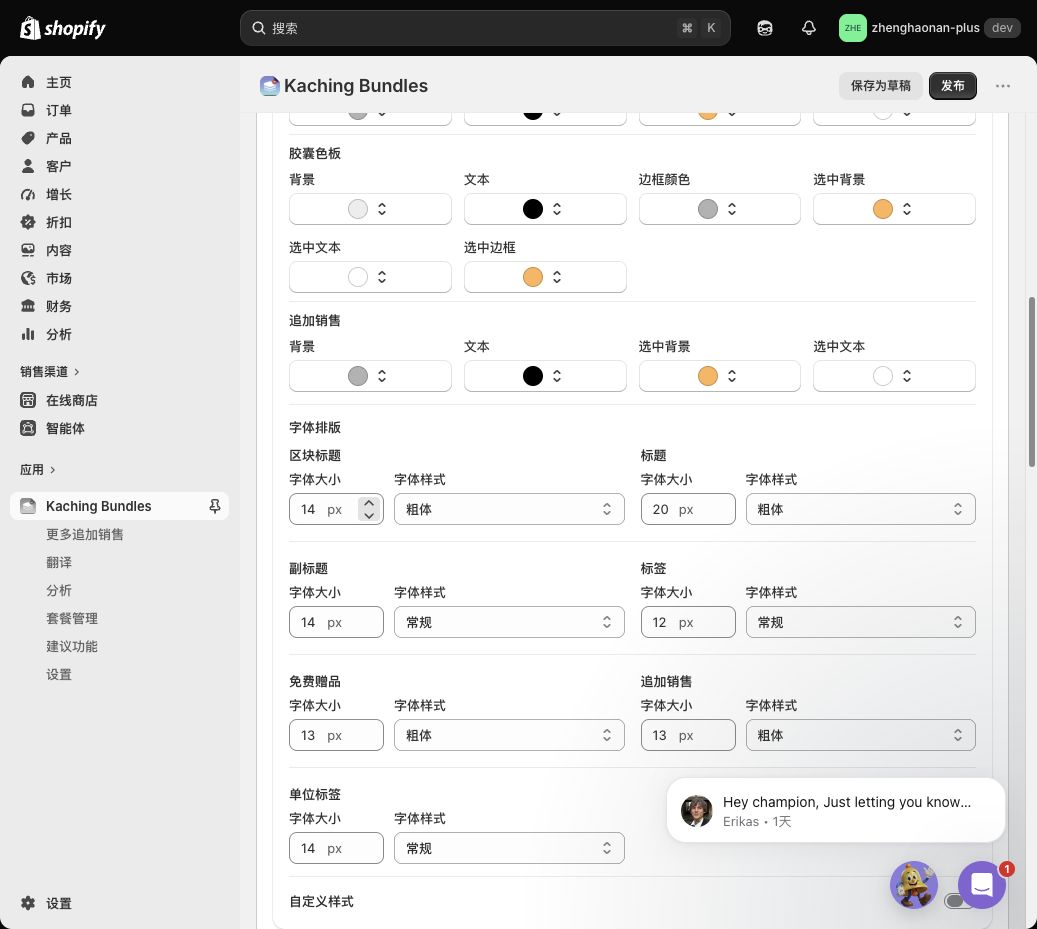 shopify
搜索
⌘ K
ZHE
zhenghaonan-plus
dev
主页
订单
产品
客户
增长
折扣
内容
市场
财务
分析
销售渠道
在线商店
智能体
应用
Kaching Bundles
更多追加销售
翻译
分析
套餐管理
建议功能
设置
设置
Kaching Bundles
保存为草稿
发布
胶囊色板
背景 文本 边框颜色 选中背景
选中文本 选中边框
追加销售
背景 文本 选中背景 选中文本
字体排版
区块标题 标题
字体大小 字体样式 字体大小 字体样式
14 px 粗体 20 px 粗体
副标题 标签
字体大小 字体样式 字体大小 字体样式
14 px 常规 12 px 常规
免费赠品 追加销售
字体大小 字体样式 字体大小 字体样式
13 px 粗体 13 px 粗体
单位标签
字体大小 字体样式
14 px 常规
自定义样式
Hey champion, Just letting you know...
Erikas • 1天
1